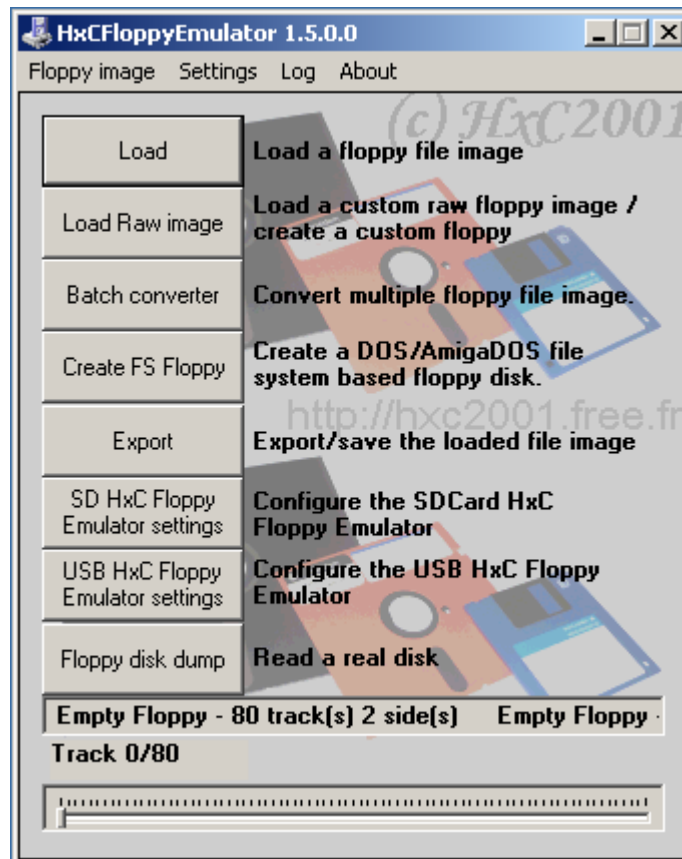 HxCFloppyEmulator 1.5.0.0
Floppy image Settings Log About
(c) HxC2001
Load
Load a floppy file image
Load Raw image
Load a custom raw floppy image /
create a custom floppy
Batch converter
Convert multiple floppy file image.
Create FS Floppy
Create a DOS/AmigaDOS file
system based floppy disk.
http://hxc2001.free.fr
Export
Export/save the loaded file image
SD HxC Floppy
Emulator settings
Configure the SDCard HxC
Floppy Emulator
USB HxC Floppy
Emulator settings
Configure the USB HxC Floppy
Emulator
Floppy disk dump
Read a real disk
Empty Floppy - 80 track(s) 2 side(s) Empty Floppy -
Track 0/80